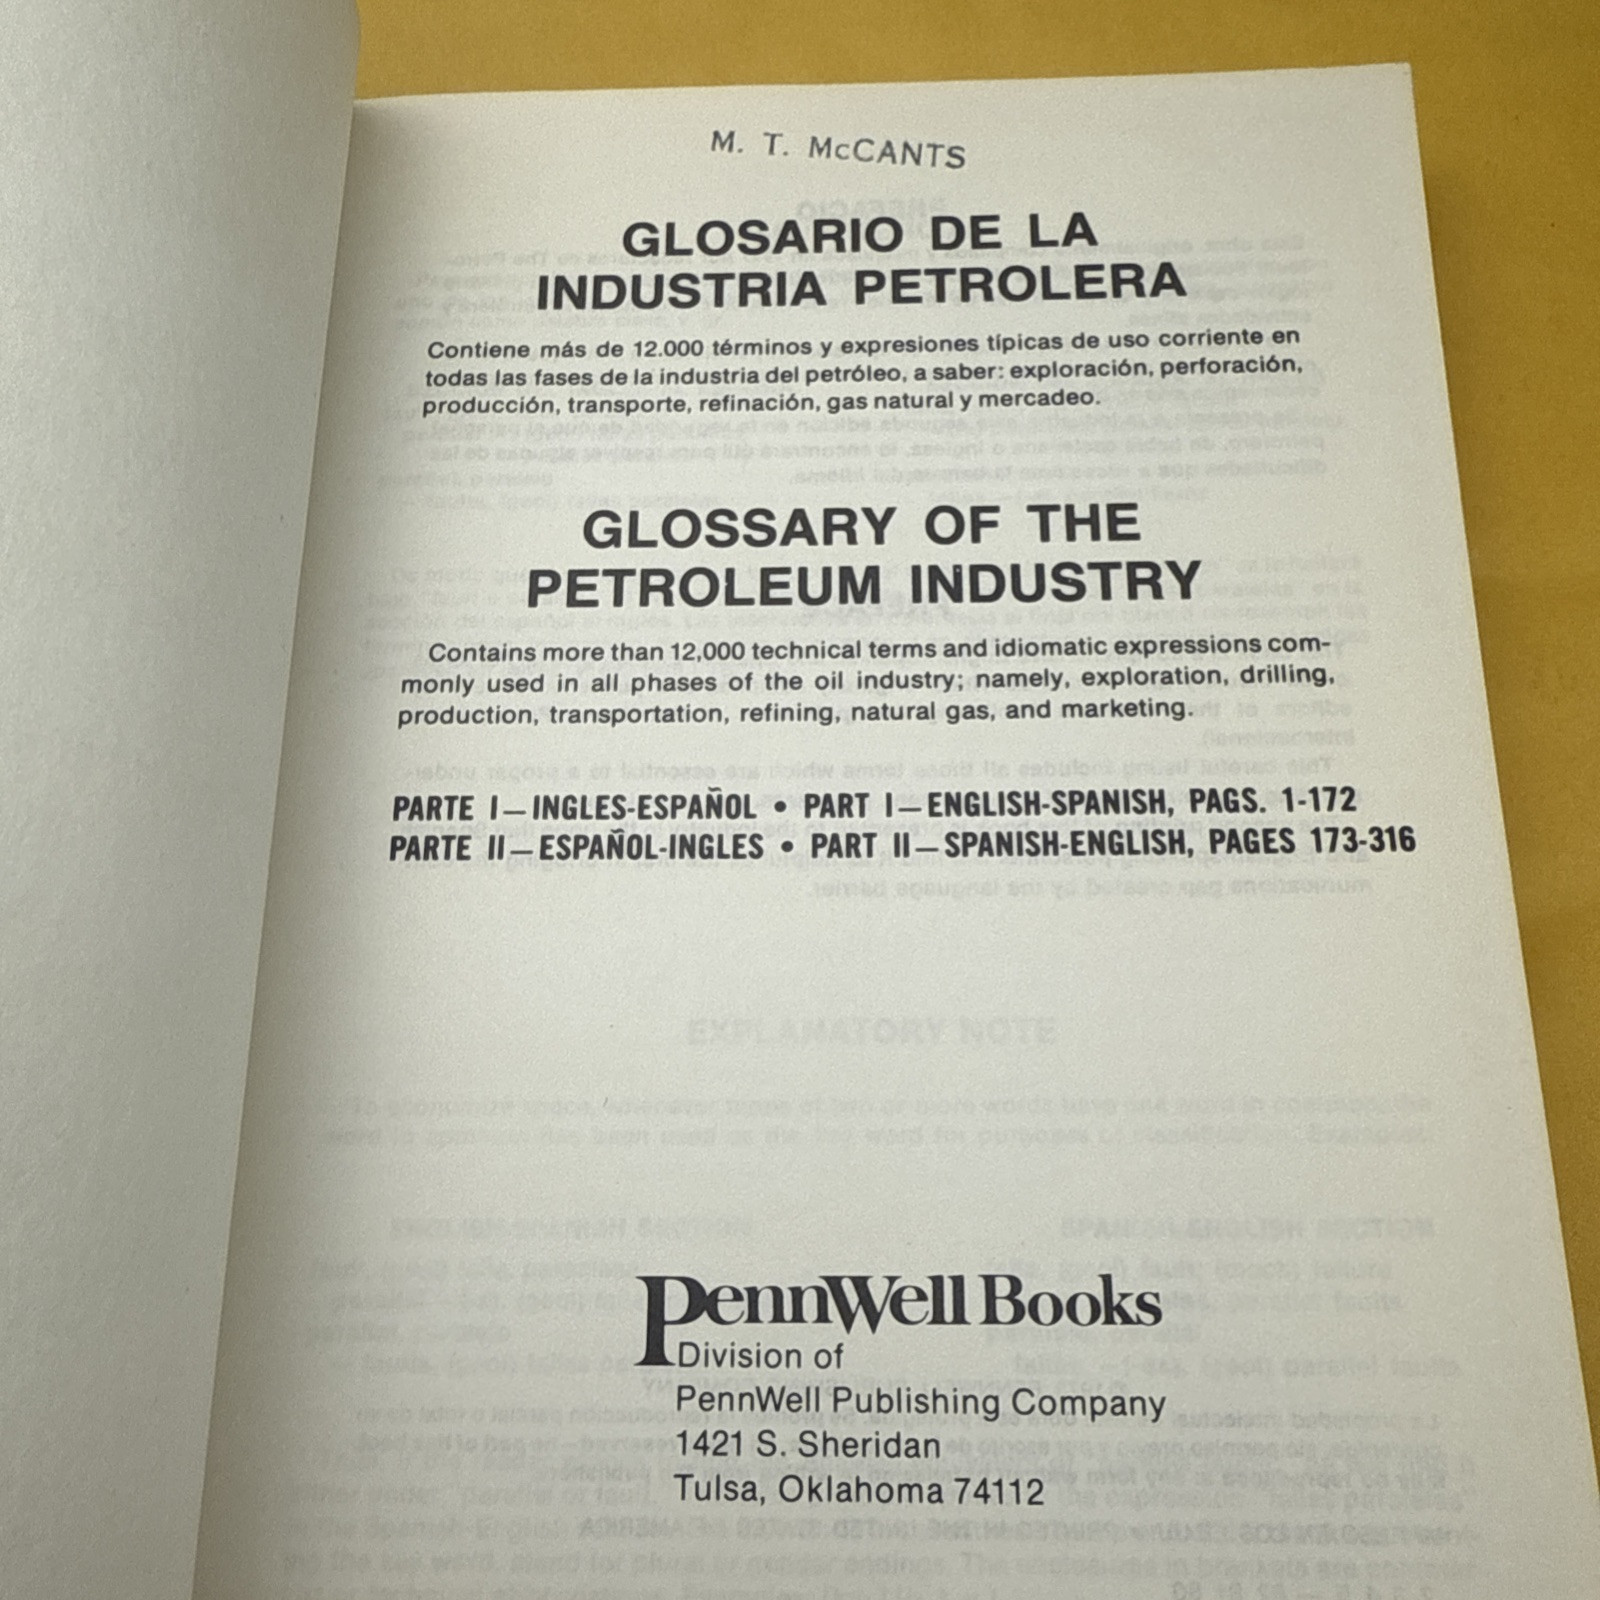 M. T. McCANTS
GLOSARIO DE LA
INDUSTRIA PETROLERA
Contiene más de 12.000 términos y expresiones típicas de uso corriente en
todas las fases de la industria del petróleo, a saber: exploración, perforación,
producción, transporte, refinación, gas natural y mercadeo.
GLOSSARY OF THE
PETROLEUM INDUSTRY
Contains more than 12,000 technical terms and idiomatic expressions com-
monly used in all phases of the oil industry; namely, exploration, drilling,
production, transportation, refining, natural gas, and marketing.
PARTE I—INGLES-ESPAÑOL • PART I—ENGLISH-SPANISH, PAGS. 1-172
PARTE II—ESPAÑOL-INGLES • PART II—SPANISH-ENGLISH, PAGES 173-316
EXPLANATORY NOTE
PennWell Books
Division of
PennWell Publishing Company
1421 S. Sheridan
Tulsa, Oklahoma 74112